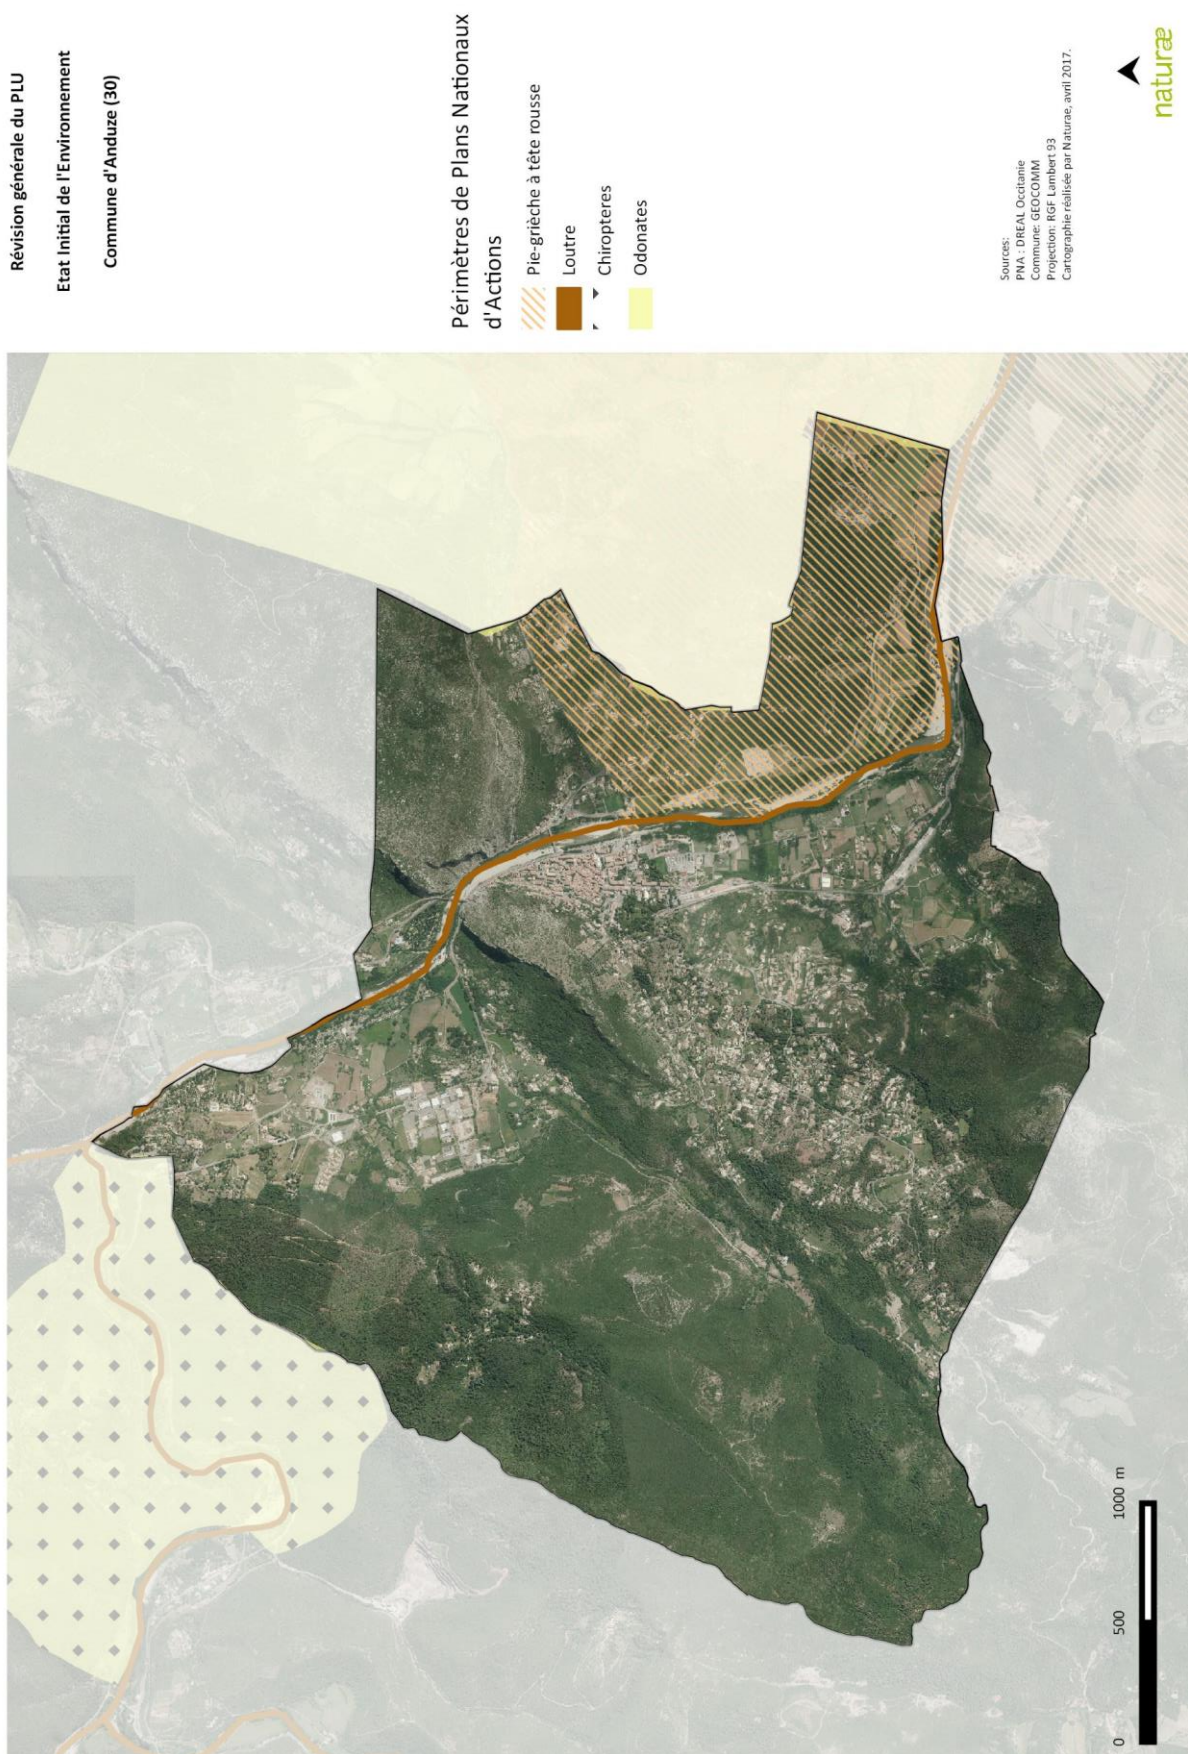 Révision générale du PLU
Etat Initial de l'Environnement
Commune d'Anduze (30)
Périmètres de Plans Nationaux
d'Actions
Pie-grièche à tête rousse
Loutre
Chiropteres
Odonates
Sources:
PNA : DREAL Occitanie
Commune: GEOCOMM
Projection: RGF Lambert 93
Cartographie réalisée par Naturae, avril 2017.
naturæ
0 500 1000 m